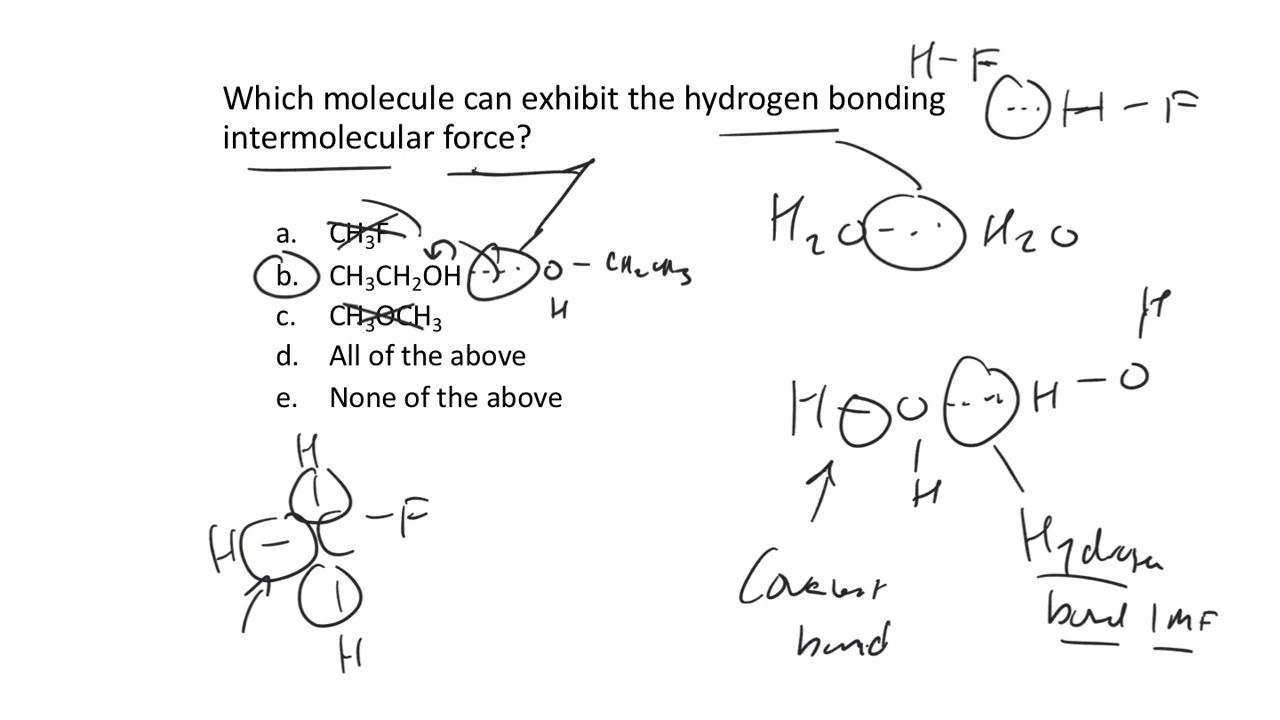 H - F
Which molecule can exhibit the hydrogen bonding
intermolecular force?
... H - F
H2O - . . H2O
a. CH3F
b. CH3CH2OH ... O - CH2CH3
H
c. CH3OCH3
d. All of the above
e. None of the above
H
H - O ... H - O
H
H
H - C - F
H
Covalent
bond
Hydrogen
bond IMF